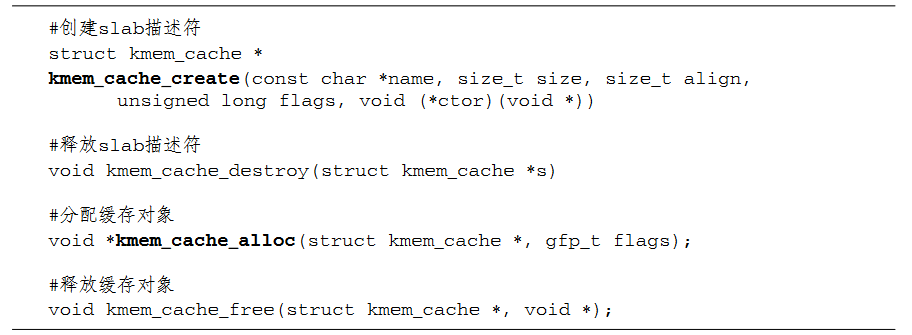 #创建slab描述符
struct kmem_cache *
kmem_cache_create(const char *name, size_t size, size_t align,
unsigned long flags, void (*ctor)(void *))
#释放slab描述符
void kmem_cache_destroy(struct kmem_cache *s)
#分配缓存对象
void *kmem_cache_alloc(struct kmem_cache *, gfp_t flags);
#释放缓存对象
void kmem_cache_free(struct kmem_cache *, void *);